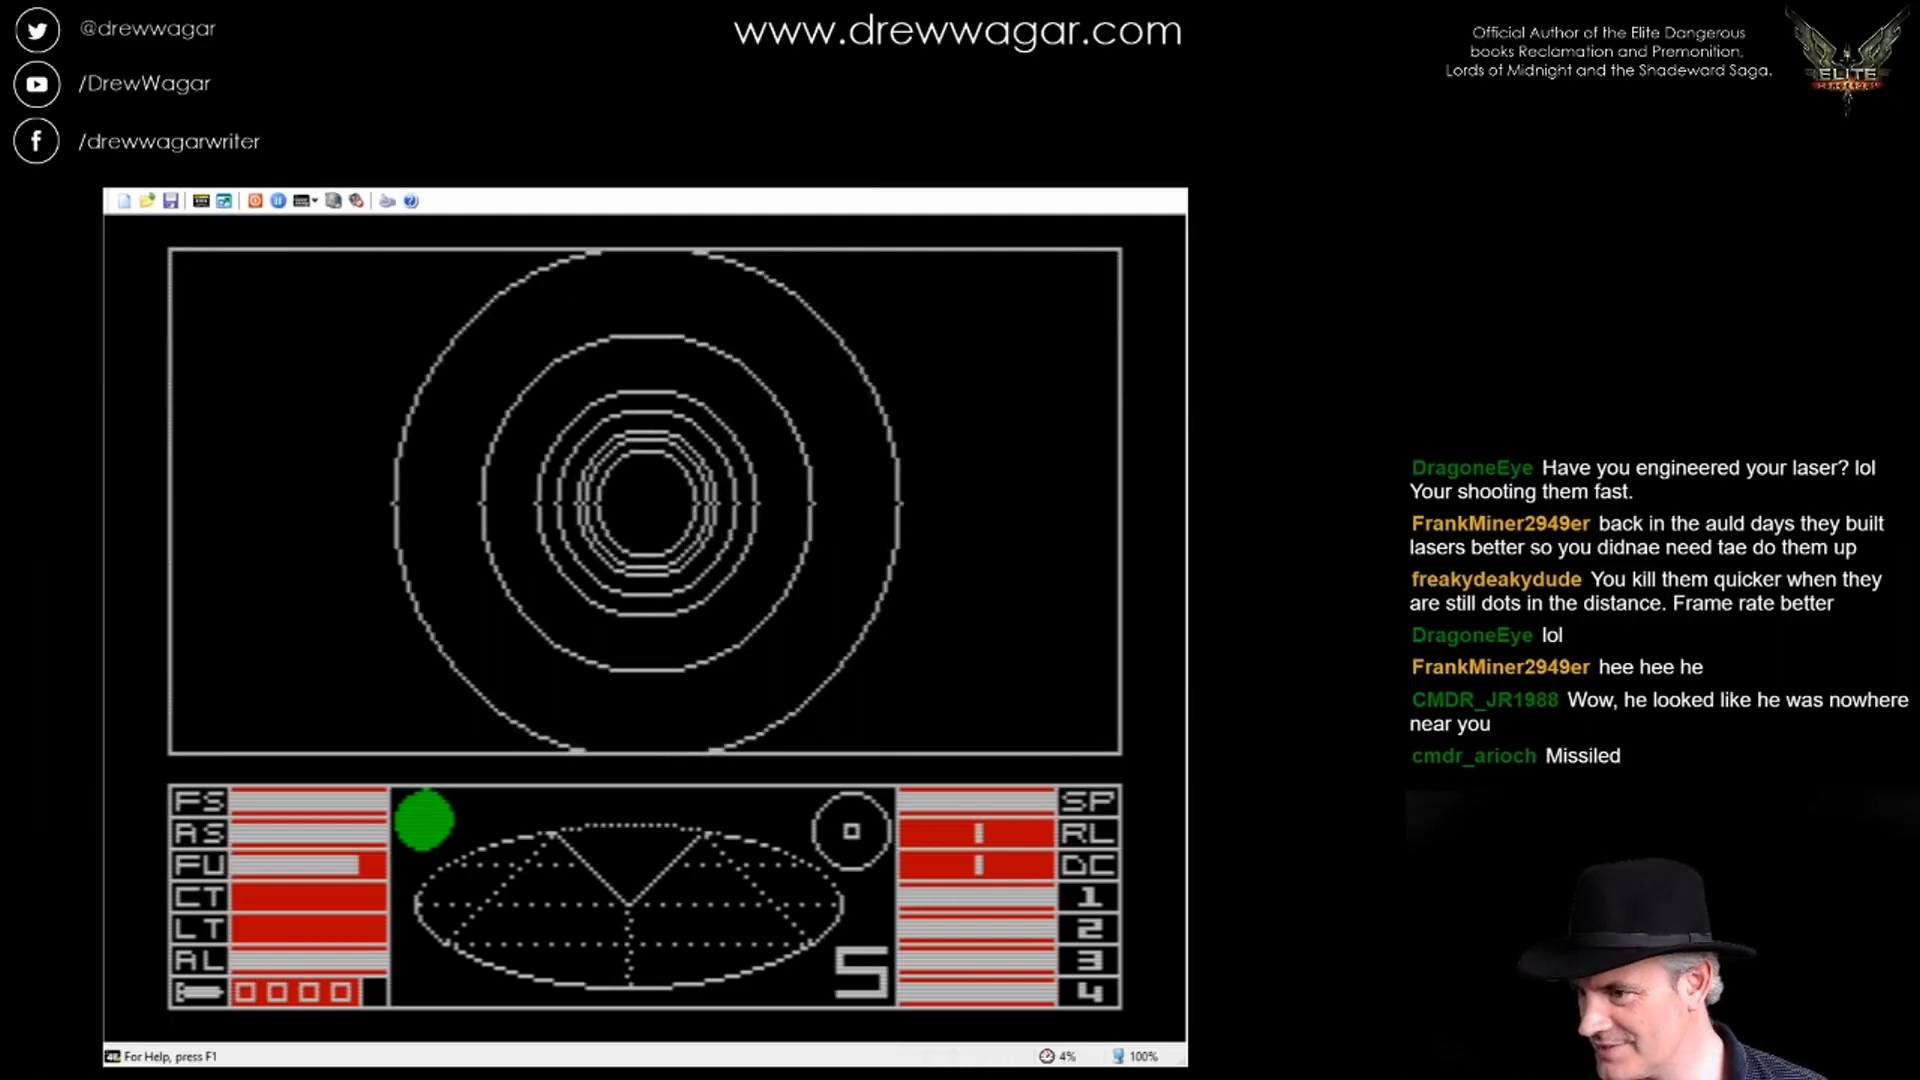 @drewwagar
/DrewWagar
/drewwagarwriter
www.drewwagar.com
Official Author of the Elite Dangerous
books Reclamation and Premonition,
Lords of Midnight and the Shadeward Saga.
ELITE
DANGEROUS
FS
AS
FU
CT
LT
AL
S
SP
RL
DC
1
2
3
4
For Help, press F1
4%
100%
DragoneEye Have you engineered your laser? lol
Your shooting them fast.
FrankMiner2949er back in the auld days they built
lasers better so you didnae need tae do them up
freakydeakydude You kill them quicker when they
are still dots in the distance. Frame rate better
DragoneEye lol
FrankMiner2949er hee hee he
CMDR_JR1988 Wow, he looked like he was nowhere
near you
cmdr_arioch Missiled